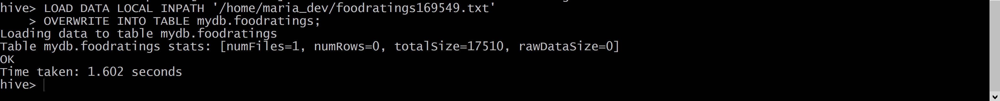 hive> LOAD DATA LOCAL INPATH '/home/maria_dev/foodratings169549.txt'
    > OVERWRITE INTO TABLE mydb.foodratings;
Loading data to table mydb.foodratings
Table mydb.foodratings stats: [numFiles=1, numRows=0, totalSize=17510, rawDataSize=0]
OK
Time taken: 1.602 seconds
hive>